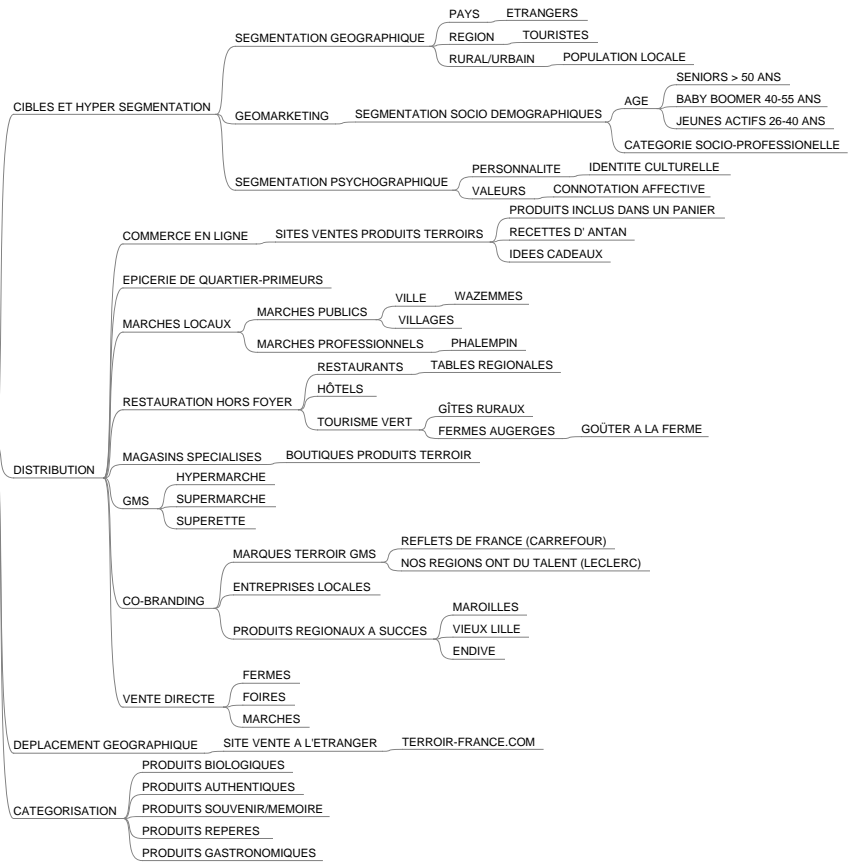 PAYS
ETRANGERS
SEGMENTATION GEOGRAPHIQUE
REGION
TOURISTES
RURAL/URBAIN
POPULATION LOCALE
SENIORS > 50 ANS
CIBLES ET HYPER SEGMENTATION
AGE
BABY BOOMER 40-55 ANS
GEOMARKETING
SEGMENTATION SOCIO DEMOGRAPHIQUES
JEUNES ACTIFS 26-40 ANS
CATEGORIE SOCIO-PROFESSIONELLE
PERSONNALITE
IDENTITE CULTURELLE
SEGMENTATION PSYCHOGRAPHIQUE
VALEURS
CONNOTATION AFFECTIVE
PRODUITS INCLUS DANS UN PANIER
COMMERCE EN LIGNE
SITES VENTES PRODUITS TERROIRS
RECETTES D' ANTAN
IDEES CADEAUX
EPICERIE DE QUARTIER-PRIMEURS
MARCHES LOCAUX
MARCHES PUBLICS
VILLE
WAZEMMES
VILLAGES
MARCHES PROFESSIONNELS
PHALEMPIN
RESTAURATION HORS FOYER
RESTAURANTS
TABLES REGIONALES
HÔTELS
TOURISME VERT
GÎTES RURAUX
FERMES AUGERGES
GOÛTER A LA FERME
DISTRIBUTION
MAGASINS SPECIALISES
BOUTIQUES PRODUITS TERROIR
GMS
HYPERMARCHE
SUPERMARCHE
SUPERETTE
CO-BRANDING
MARQUES TERROIR GMS
REFLETS DE FRANCE (CARREFOUR)
NOS REGIONS ONT DU TALENT (LECLERC)
ENTREPRISES LOCALES
PRODUITS REGIONAUX A SUCCES
MAROILLES
VIEUX LILLE
ENDIVE
VENTE DIRECTE
FERMES
FOIRES
MARCHES
DEPLACEMENT GEOGRAPHIQUE
SITE VENTE A L'ETRANGER
TERROIR-FRANCE.COM
CATEGORISATION
PRODUITS BIOLOGIQUES
PRODUITS AUTHENTIQUES
PRODUITS SOUVENIR/MEMOIRE
PRODUITS REPERES
PRODUITS GASTRONOMIQUES